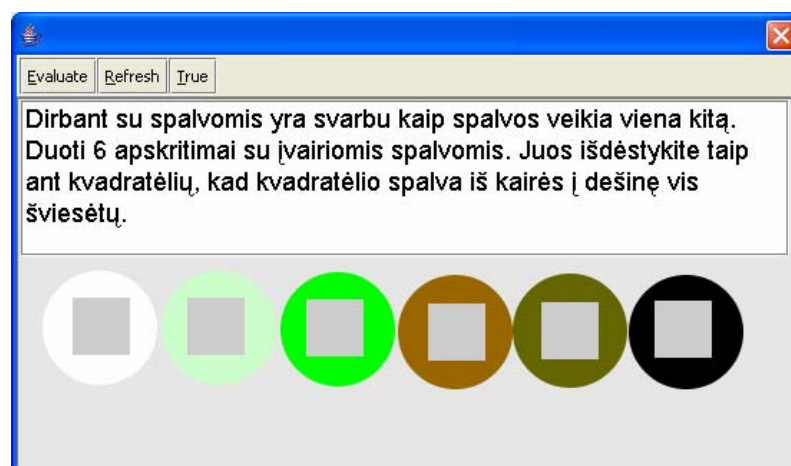 Evaluate Refresh True
Dirbant su spalvomis yra svarbu kaip spalvos veikia viena kitą.
Duoti 6 apskritimai su įvairiomis spalvomis. Juos išdėstykite taip
ant kvadratėlių, kad kvadratėlio spalva iš kairės į dešinę vis
šviesėtų.